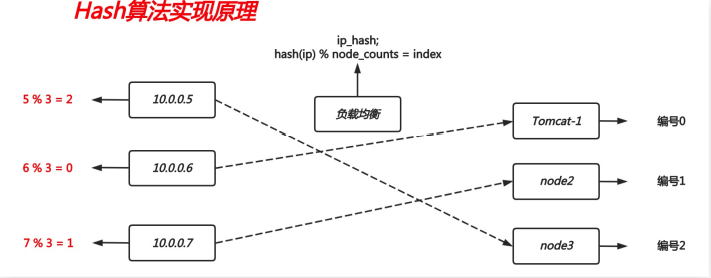 Hash算法实现原理
ip_hash;
hash(ip) % node_counts = index
5 % 3 = 2
10.0.0.5
负载均衡
Tomcat-1
编号0
6 % 3 = 0
10.0.0.6
node2
编号1
7 % 3 = 1
10.0.0.7
node3
编号2